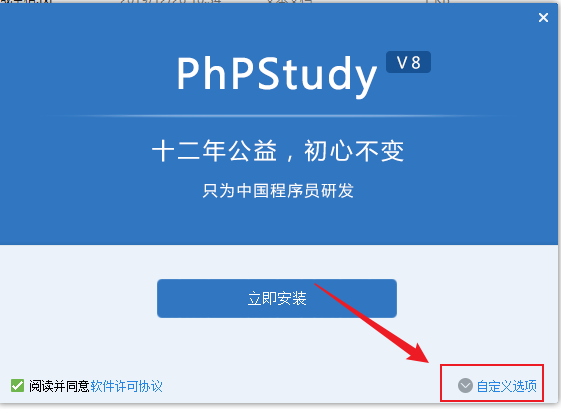 PhPStudy V8
十二年公益，初心不变
只为中国程序员研发
立即安装
阅读并同意软件许可协议
自定义选项